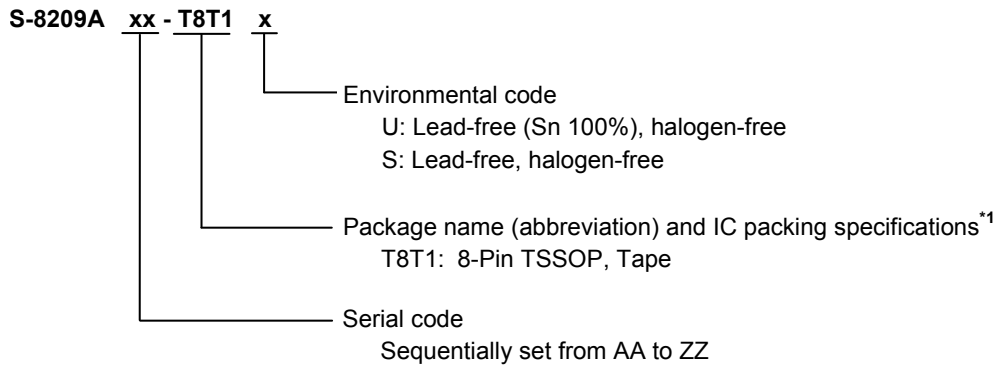 S-8209A xx - T8T1 x
Environmental code
U: Lead-free (Sn 100%), halogen-free
S: Lead-free, halogen-free
Package name (abbreviation) and IC packing specifications*1
T8T1: 8-Pin TSSOP, Tape
Serial code
Sequentially set from AA to ZZ